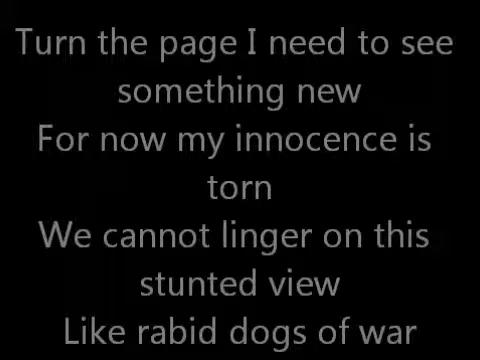 Turn the page I need to see
something new
For now my innocence is
torn
We cannot linger on this
stunted view
Like rabid dogs of war